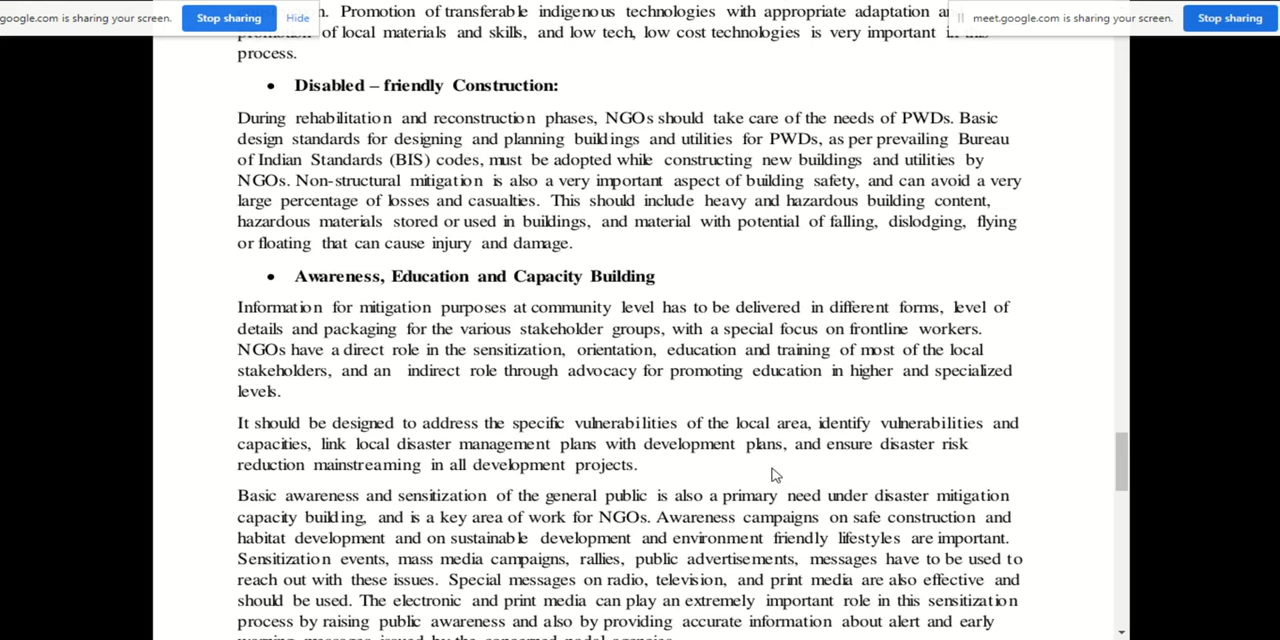 google.com is sharing your screen. Stop sharing Hide
meet.google.com is sharing your screen. Stop sharing
Promotion of transferable indigenous technologies with appropriate adaptation
of local materials and skills, and low tech, low cost technologies is very important in this
process.
• Disabled – friendly Construction:
During rehabilitation and reconstruction phases, NGOs should take care of the needs of PWDs. Basic
design standards for designing and planning buildings and utilities for PWDs, as per prevailing Bureau
of Indian Standards (BIS) codes, must be adopted while constructing new buildings and utilities by
NGOs. Non-structural mitigation is also a very important aspect of building safety, and can avoid a very
large percentage of losses and casualties. This should include heavy and hazardous building content,
hazardous materials stored or used in buildings, and material with potential of falling, dislodging, flying
or floating that can cause injury and damage.
• Awareness, Education and Capacity Building
Information for mitigation purposes at community level has to be delivered in different forms, level of
details and packaging for the various stakeholder groups, with a special focus on frontline workers.
NGOs have a direct role in the sensitization, orientation, education and training of most of the local
stakeholders, and an indirect role through advocacy for promoting education in higher and specialized
levels.
It should be designed to address the specific vulnerabilities of the local area, identify vulnerabilities and
capacities, link local disaster management plans with development plans, and ensure disaster risk
reduction mainstreaming in all development projects.
Basic awareness and sensitization of the general public is also a primary need under disaster mitigation
capacity building, and is a key area of work for NGOs. Awareness campaigns on safe construction and
habitat development and on sustainable development and environment friendly lifestyles are important.
Sensitization events, mass media campaigns, rallies, public advertisements, messages have to be used to
reach out with these issues. Special messages on radio, television, and print media are also effective and
should be used. The electronic and print media can play an extremely important role in this sensitization
process by raising public awareness and also by providing accurate information about alert and early
warning messages issued by the concerned nodal agencies.